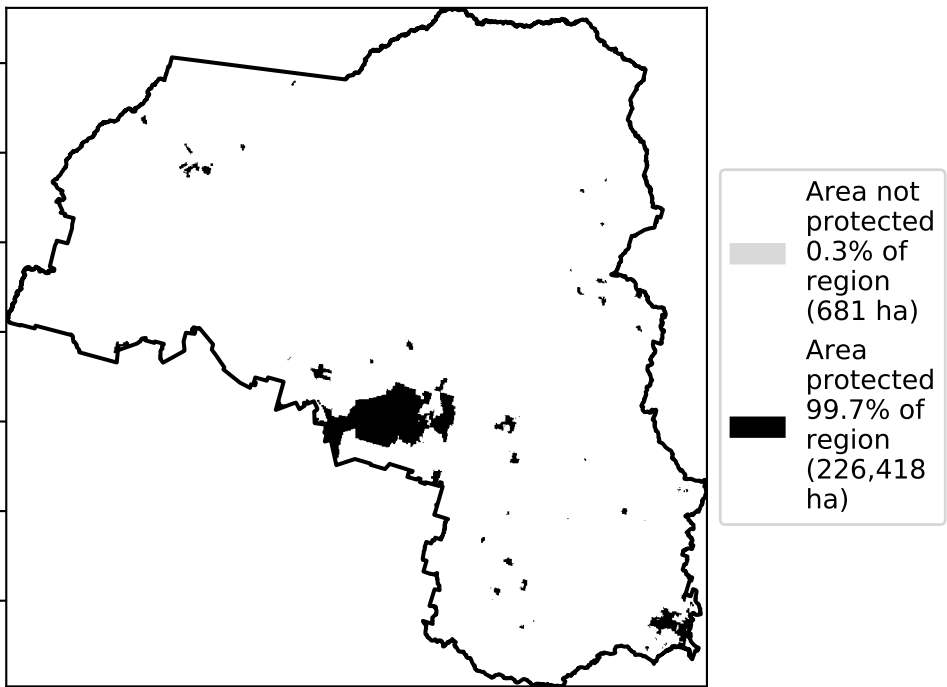 Area not
protected
0.3% of
region
(681 ha)
Area
protected
99.7% of
region
(226,418
ha)